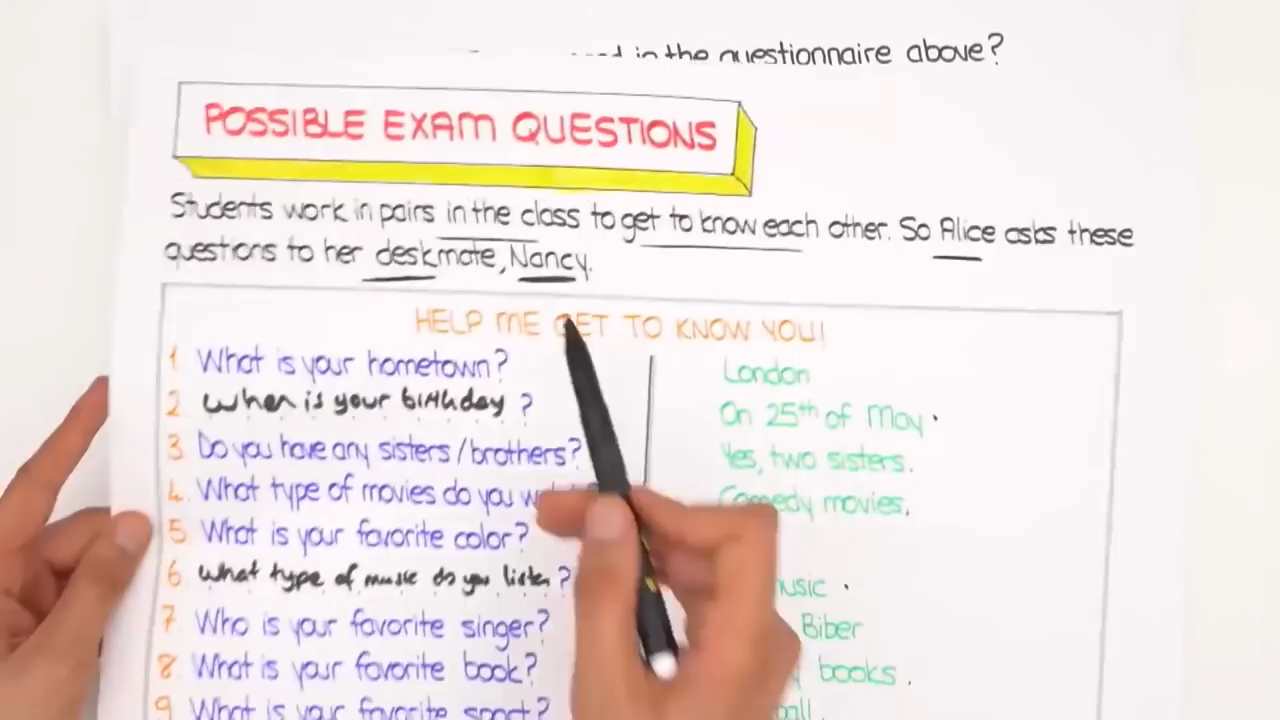 in the questionnaire above?
POSSIBLE EXAM QUESTIONS
Students work in pairs in the class to get to know each other. So Alice asks these
questions to her deskmate, Nancy.
HELP ME GET TO KNOW YOU!
1 What is your hometown? London
2 When is your birthday ? On 25th of May.
3 Do you have any sisters/brothers? Yes, two sisters.
4. What type of movies do you Comedy movies.
5 What is your favorite color?
6 What type of music do you listen ?
7 Who is your favorite singer? Biber
8. What is your favorite book? books.
9 What is your favorite sport?